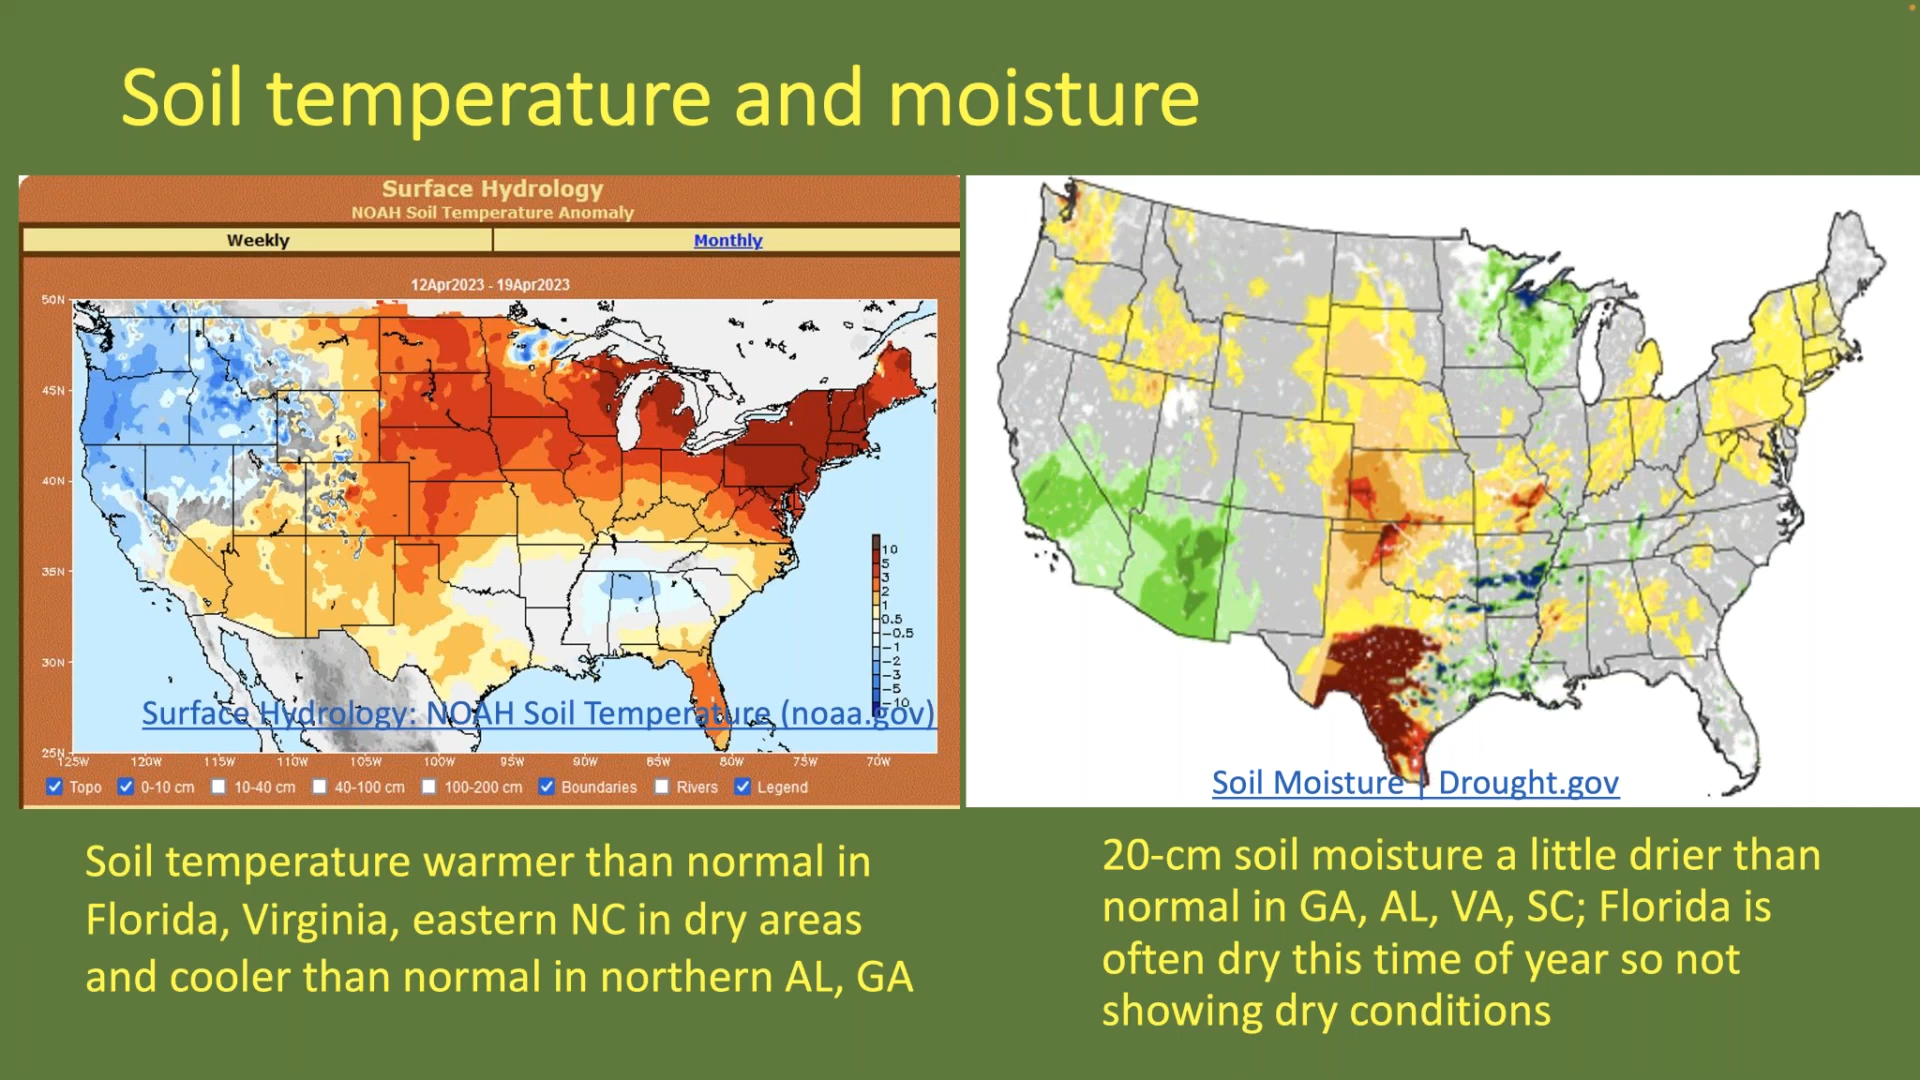 Soil temperature and moisture
Surface Hydrology
NOAH Soil Temperature Anomaly
Weekly
Monthly
12Apr2023 - 19Apr2023
50N
45N
40N
35N
30N
25N
125W
120W
115W
110W
105W
100W
95W
90W
85W
80W
75W
70W
10
5
3
2
1
0.5
-0.5
-1
-2
-3
-5
-10
Surface Hydrology: NOAH Soil Temperature (noaa.gov)
Topo 0-10 cm 10-40 cm 40-100 cm 100-200 cm Boundaries Rivers Legend
Soil Moisture | Drought.gov
Soil temperature warmer than normal in
Florida, Virginia, eastern NC in dry areas
and cooler than normal in northern AL, GA
20-cm soil moisture a little drier than
normal in GA, AL, VA, SC; Florida is
often dry this time of year so not
showing dry conditions